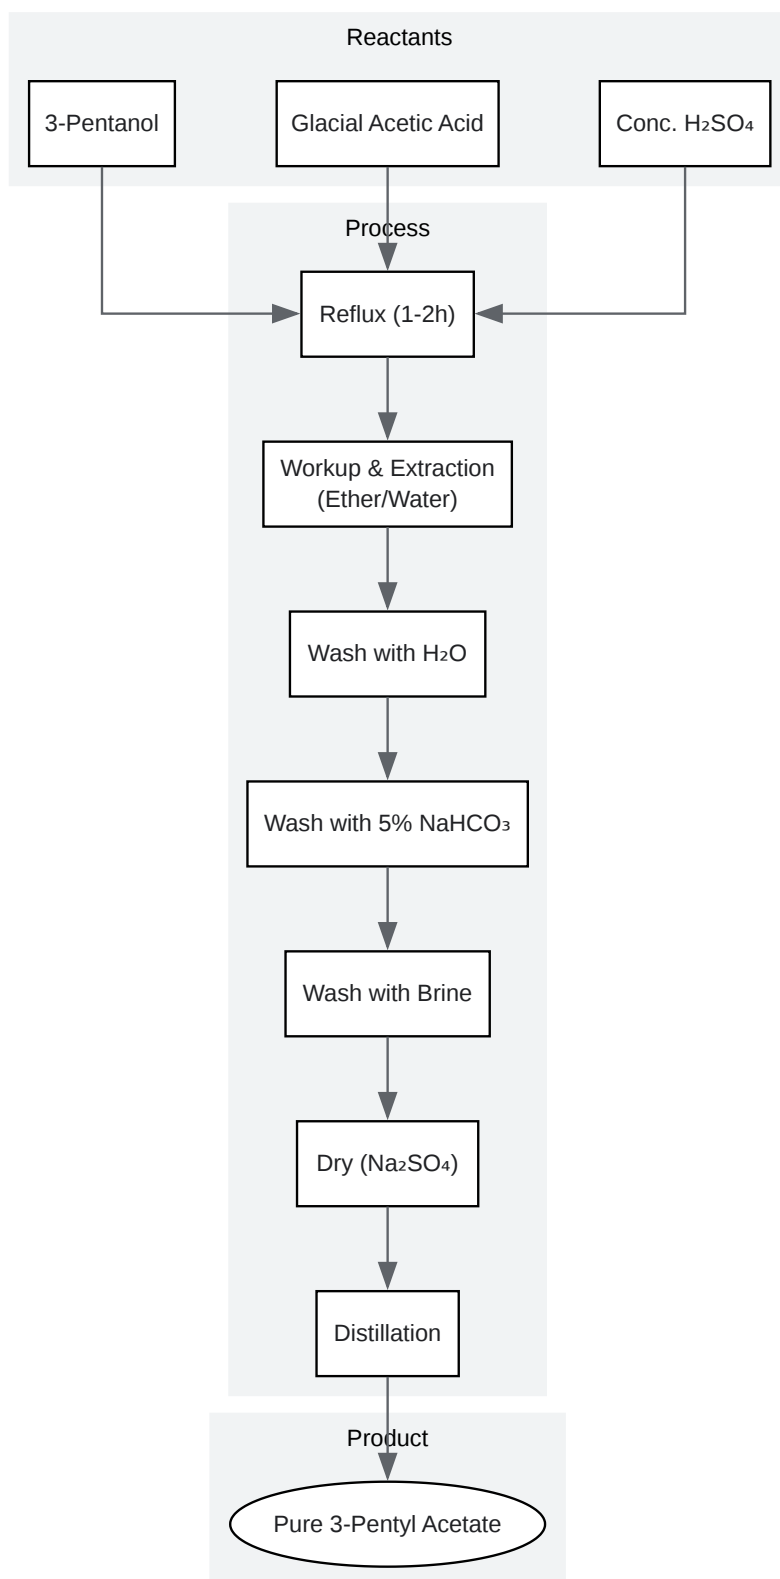 Reactants
3-Pentanol
Glacial Acetic Acid
Conc. H₂SO₄
Process
Reflux (1-2h)
Workup & Extraction
(Ether/Water)
Wash with H₂O
Wash with 5% NaHCO₃
Wash with Brine
Dry (Na₂SO₄)
Distillation
Product
Pure 3-Pentyl Acetate